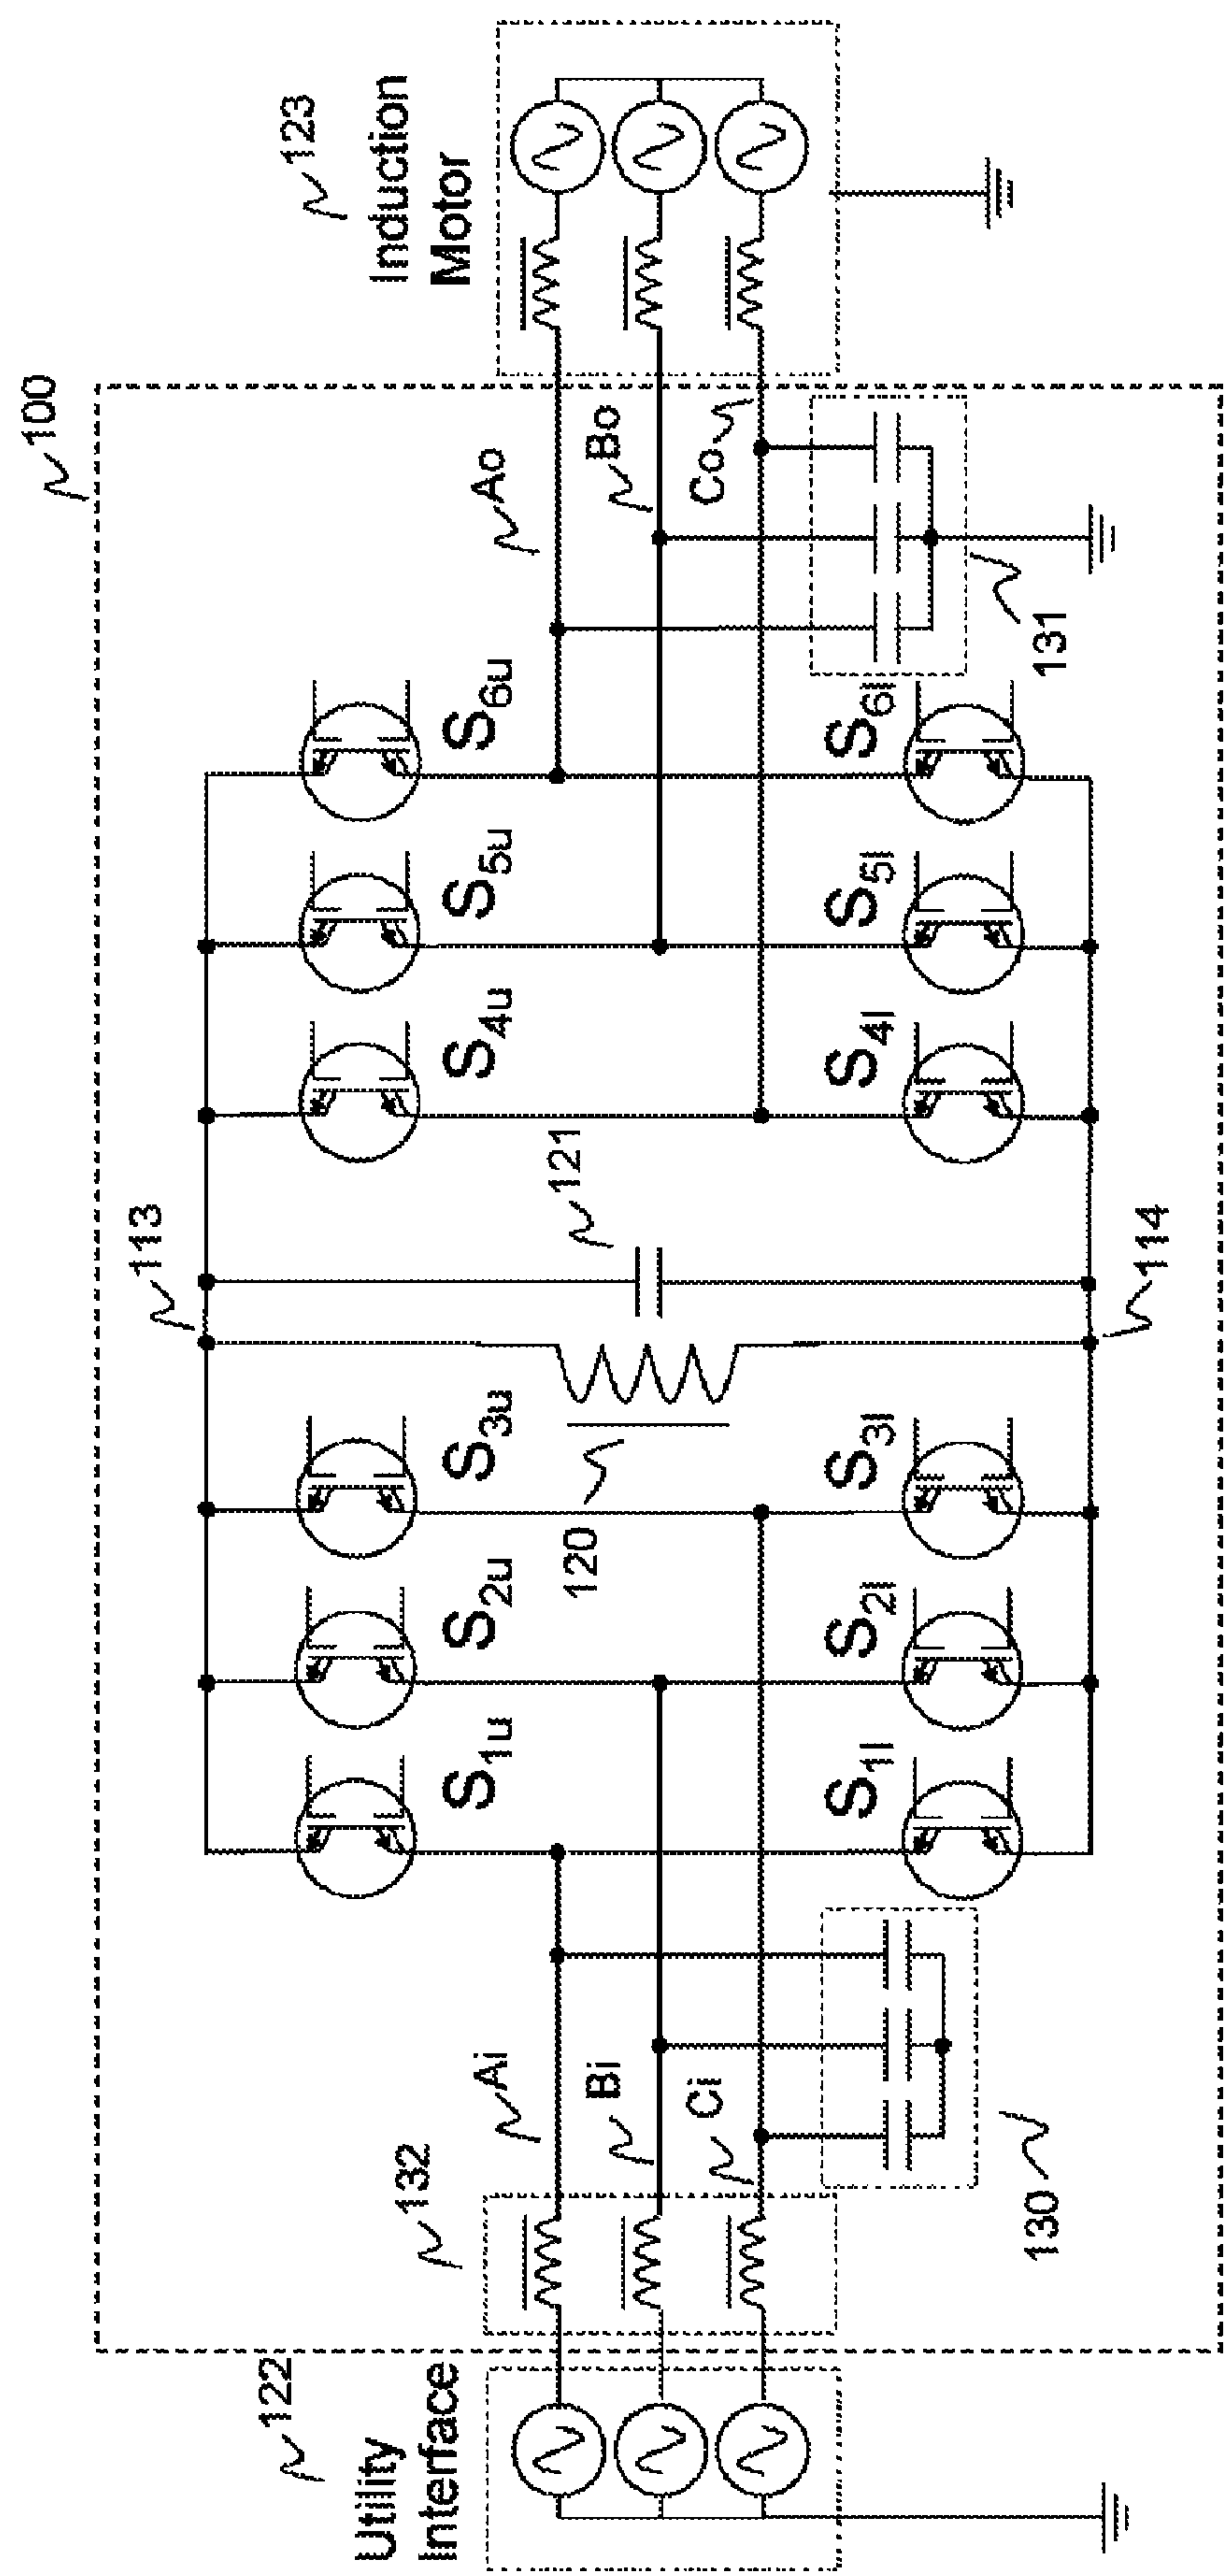 100
122
Utility
Interface
132
Ai
Bi
Ci
130
113
114
120
121
S1u
S2u
S3u
S4u
S5u
S6u
S1l
S2l
S3l
S4l
S5l
S6l
Ao
Bo
Co
131
123
Induction
Motor